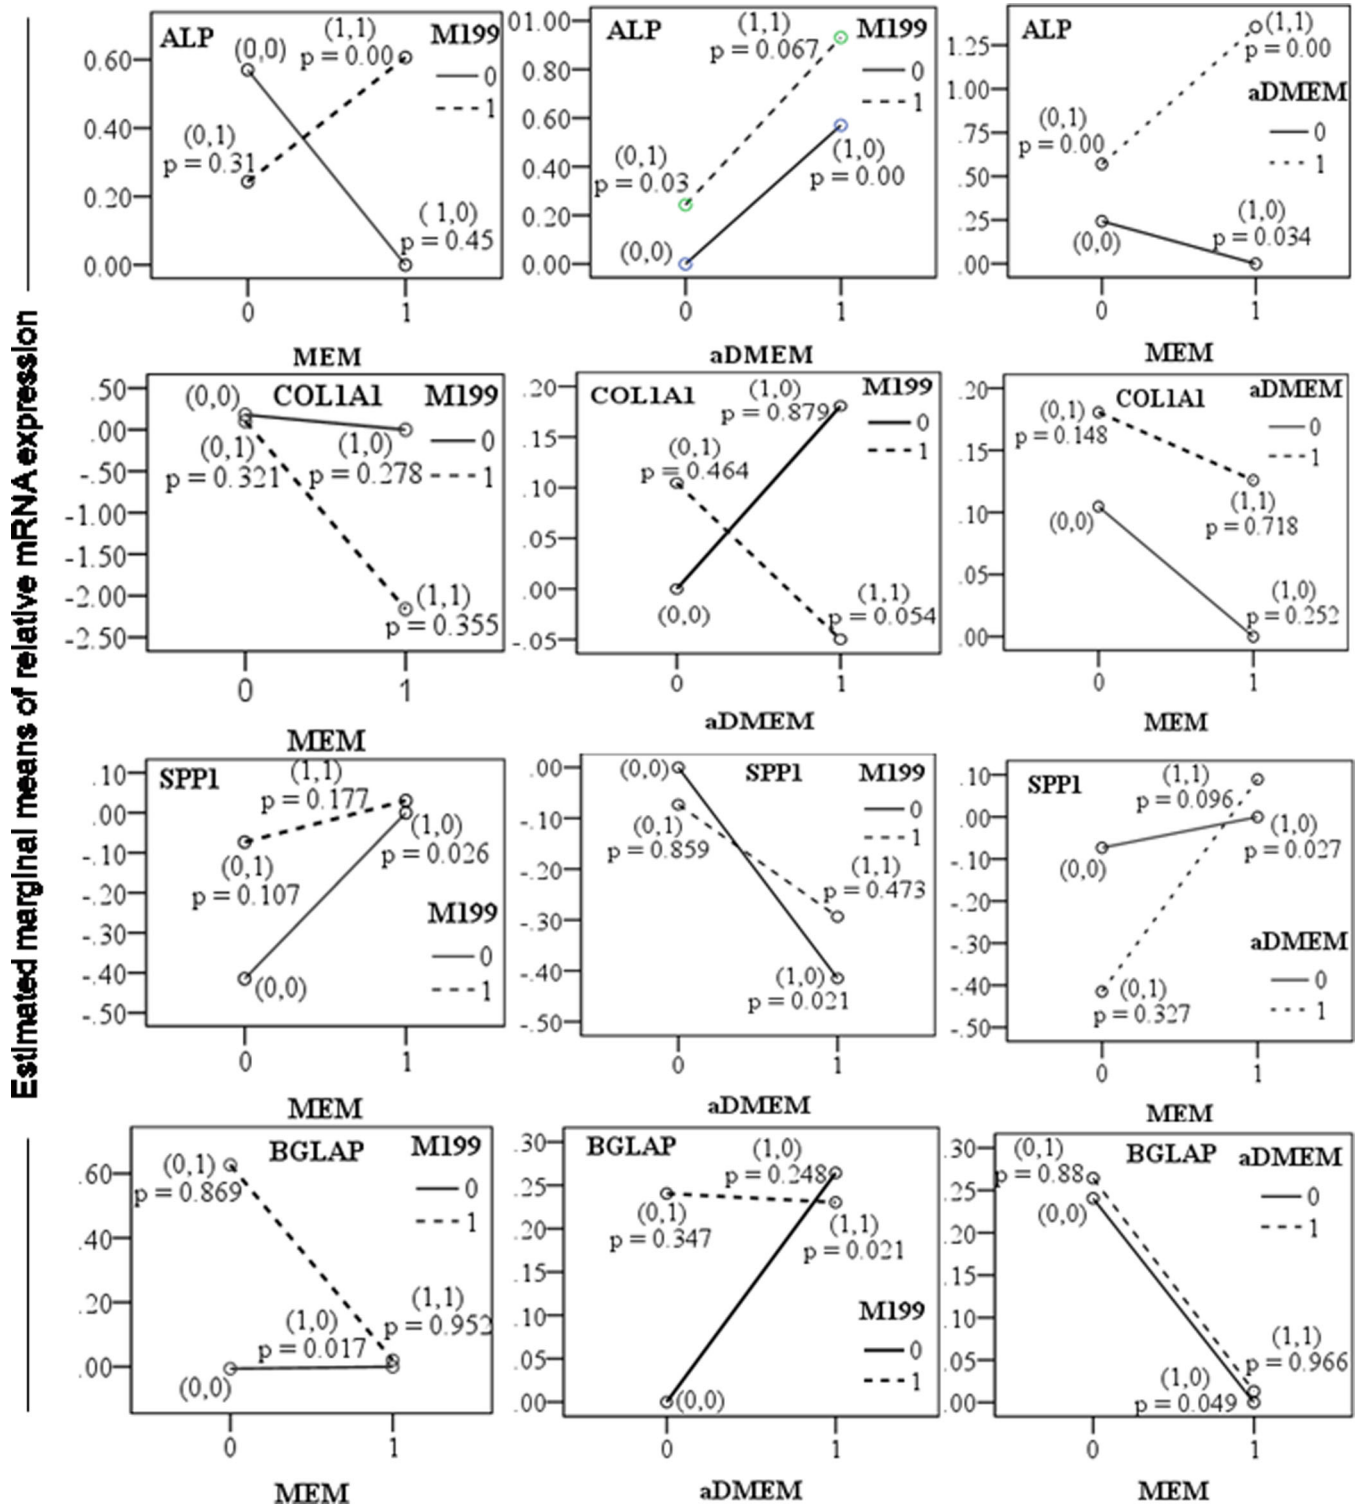 Estimated marginal means of relative mRNA expression
ALP
M199
0
1
(0,0)
(1,1)
p = 0.00
(0,1)
p = 0.31
(1,0)
p = 0.45
0.60
0.40
0.20
0.00
0
1
MEM
ALP
M199
0
1
(1,1)
p = 0.067
(0,1)
p = 0.03
(1,0)
p = 0.00
(0,0)
01.00
0.80
0.60
0.40
0.20
0.00
0
1
aDMEM
ALP
(1,1)
p = 0.00
aDMEM
0
1
(0,1)
p = 0.00
(1,0)
p = 0.034
(0,0)
1.25
1.00
0.75
.50
.25
.00
0
1
MEM
COL1A1
M199
0
1
(0,0)
(0,1)
p = 0.321
(1,0)
p = 0.278
(1,1)
p = 0.355
.50
.00
-.50
-1.00
-1.50
-2.00
-2.50
0
1
MEM
COL1A1
M199
0
1
(1,0)
p = 0.879
(0,1)
p = 0.464
(0,0)
(1,1)
p = 0.054
.20
.15
.10
.05
.00
-.05
0
1
aDMEM
COL1A1
aDMEM
0
1
(0,1)
p = 0.148
(0,0)
(1,1)
p = 0.718
(1,0)
p = 0.252
.20
.15
.10
.05
.00
0
1
MEM
SPP1
(1,1)
p = 0.177
(1,0)
p = 0.026
(0,1)
p = 0.107
(0,0)
M199
0
1
.10
.00
-.10
-.20
-.30
-.40
-.50
0
1
MEM
SPP1
M199
0
1
(0,0)
(0,1)
p = 0.859
(1,1)
p = 0.473
(1,0)
p = 0.021
.00
-.10
-.20
-.30
-.40
-.50
0
1
aDMEM
SPP1
(1,1)
p = 0.096
(1,0)
p = 0.027
(0,0)
aDMEM
0
1
(0,1)
p = 0.327
.10
.00
-.10
-.20
-.30
-.40
-.50
0
1
MEM
BGLAP
M199
0
1
(0,1)
p = 0.869
(1,1)
p = 0.952
(1,0)
p = 0.017
(0,0)
.60
.40
.20
.00
0
1
MEM
BGLAP
(1,0)
p = 0.248
(0,1)
p = 0.347
(1,1)
p = 0.021
M199
0
1
(0,0)
.30
.25
.20
.15
.10
.05
.00
0
1
aDMEM
BGLAP
aDMEM
0
1
(0,1)
p = 0.88
(0,0)
(1,1)
p = 0.966
(1,0)
p = 0.049
.30
.25
.20
.15
.10
.05
.00
0
1
MEM